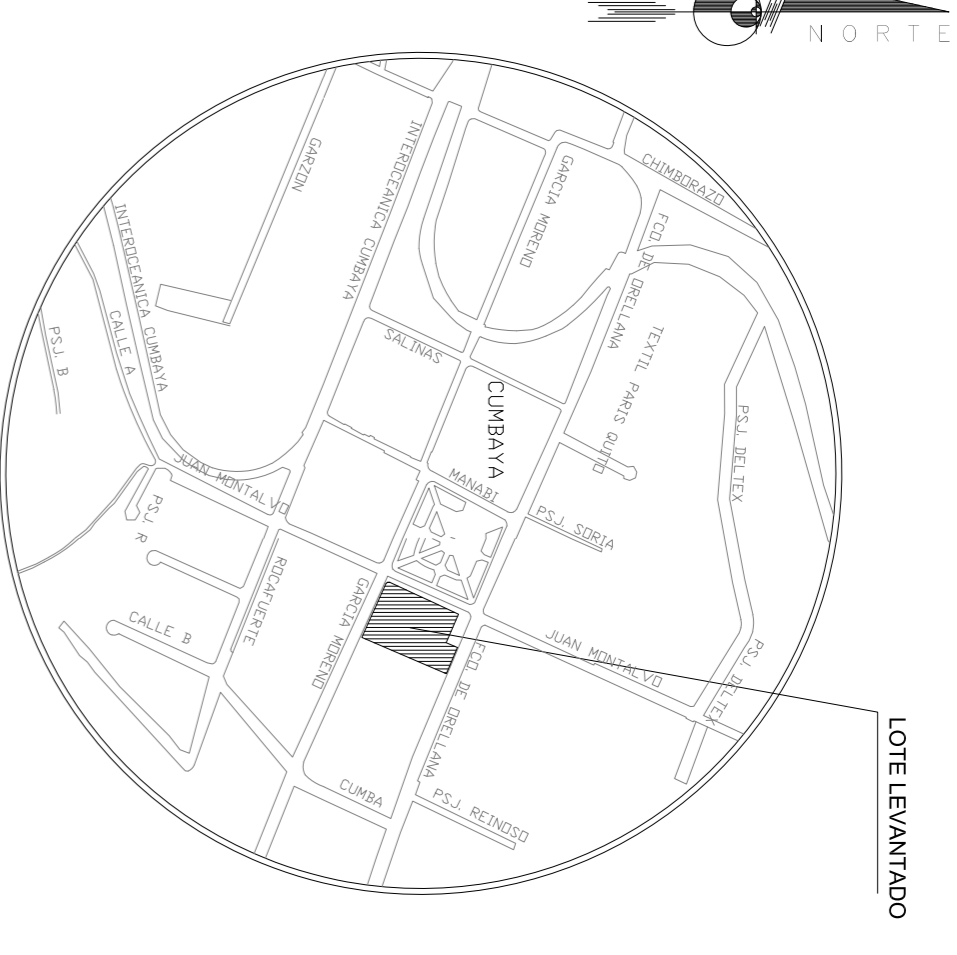 NORTE
CHIMBORAZO
GARCIA MORENO
INTEROCEANICA CUMBAYA
GARZON
FCO. DE ORELLANA
INTEROCEANICA CUMBAYA
CALLE A
PSJ. B
SALINAS
TEXTIL PARIS QUITO
CUMBAYA
PSJ. DELTEX
JUAN MONTALVO
MANABI
PSJ. SORIA
PSJ. R
ROCAFUERTE
GARCIA MORENO
CALLE B
JUAN MONTALVO
PSJ. DELTEX
FCO. DE ORELLANA
CUMBA
PSJ. REINOSO
LOTE LEVANTADO